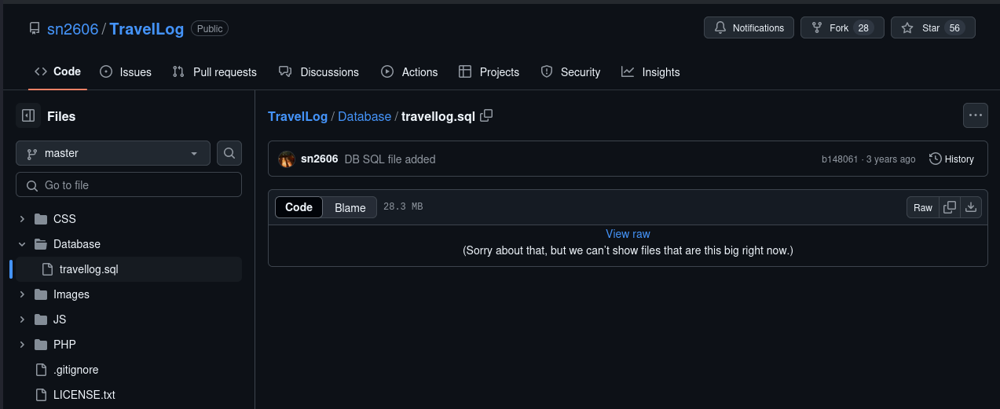 sn2606 / TravelLog Public Notifications Fork 28 Star 56
Code Issues Pull requests Discussions Actions Projects Security Insights
Files
master
Go to file
CSS
Database
travellog.sql
Images
JS
PHP
.gitignore
LICENSE.txt
TravelLog / Database / travellog.sql
sn2606 DB SQL file added b148061 · 3 years ago History
Code Blame 28.3 MB Raw
View raw
(Sorry about that, but we can’t show files that are this big right now.)